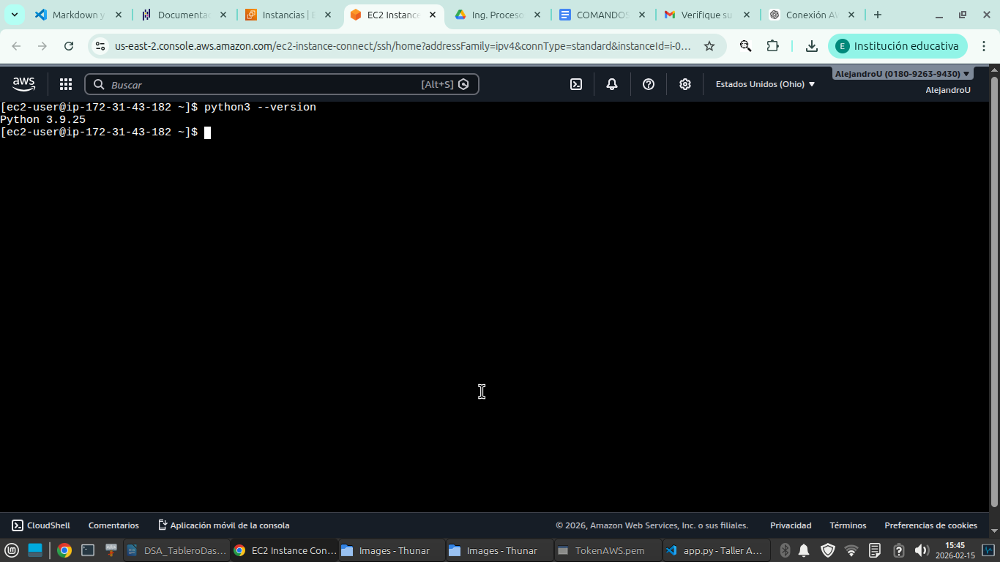 Markdown y
Documenta
Instancias | E
EC2 Instance
Ing. Proceso
COMANDOS
Verifique su
Conexión AW
us-east-2.console.aws.amazon.com/ec2-instance-connect/ssh/home?addressFamily=ipv4&connType=standard&instanceId=i-0...
E
Institución educativa
aws
Buscar
[Alt+S]
Estados Unidos (Ohio)
AlejandroU (0180-9263-9430)
AlejandroU
[ec2-user@ip-172-31-43-182 ~]$ python3 --version
Python 3.9.25
[ec2-user@ip-172-31-43-182 ~]$
CloudShell
Comentarios
Aplicación móvil de la consola
© 2026, Amazon Web Services, Inc. o sus filiales.
Privacidad
Términos
Preferencias de cookies
DSA_TableroDas...
EC2 Instance Con...
Images - Thunar
Images - Thunar
TokenAWS.pem
app.py - Taller A...
15:45
2026-02-15